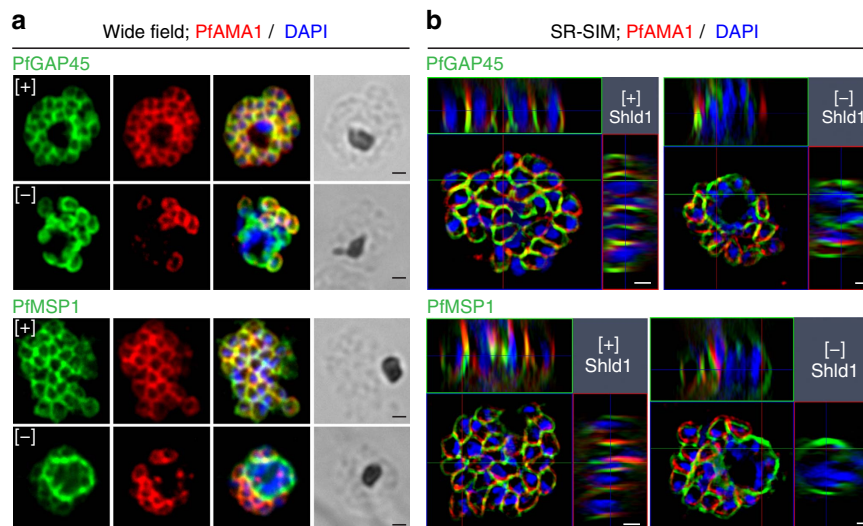 a
Wide field; PfAMA1 / DAPI
PfGAP45
[+]
[–]
PfMSP1
[+]
[–]
b
SR-SIM; PfAMA1 / DAPI
PfGAP45
[+]
Shld1
[–]
Shld1
PfMSP1
[+]
Shld1
[–]
Shld1